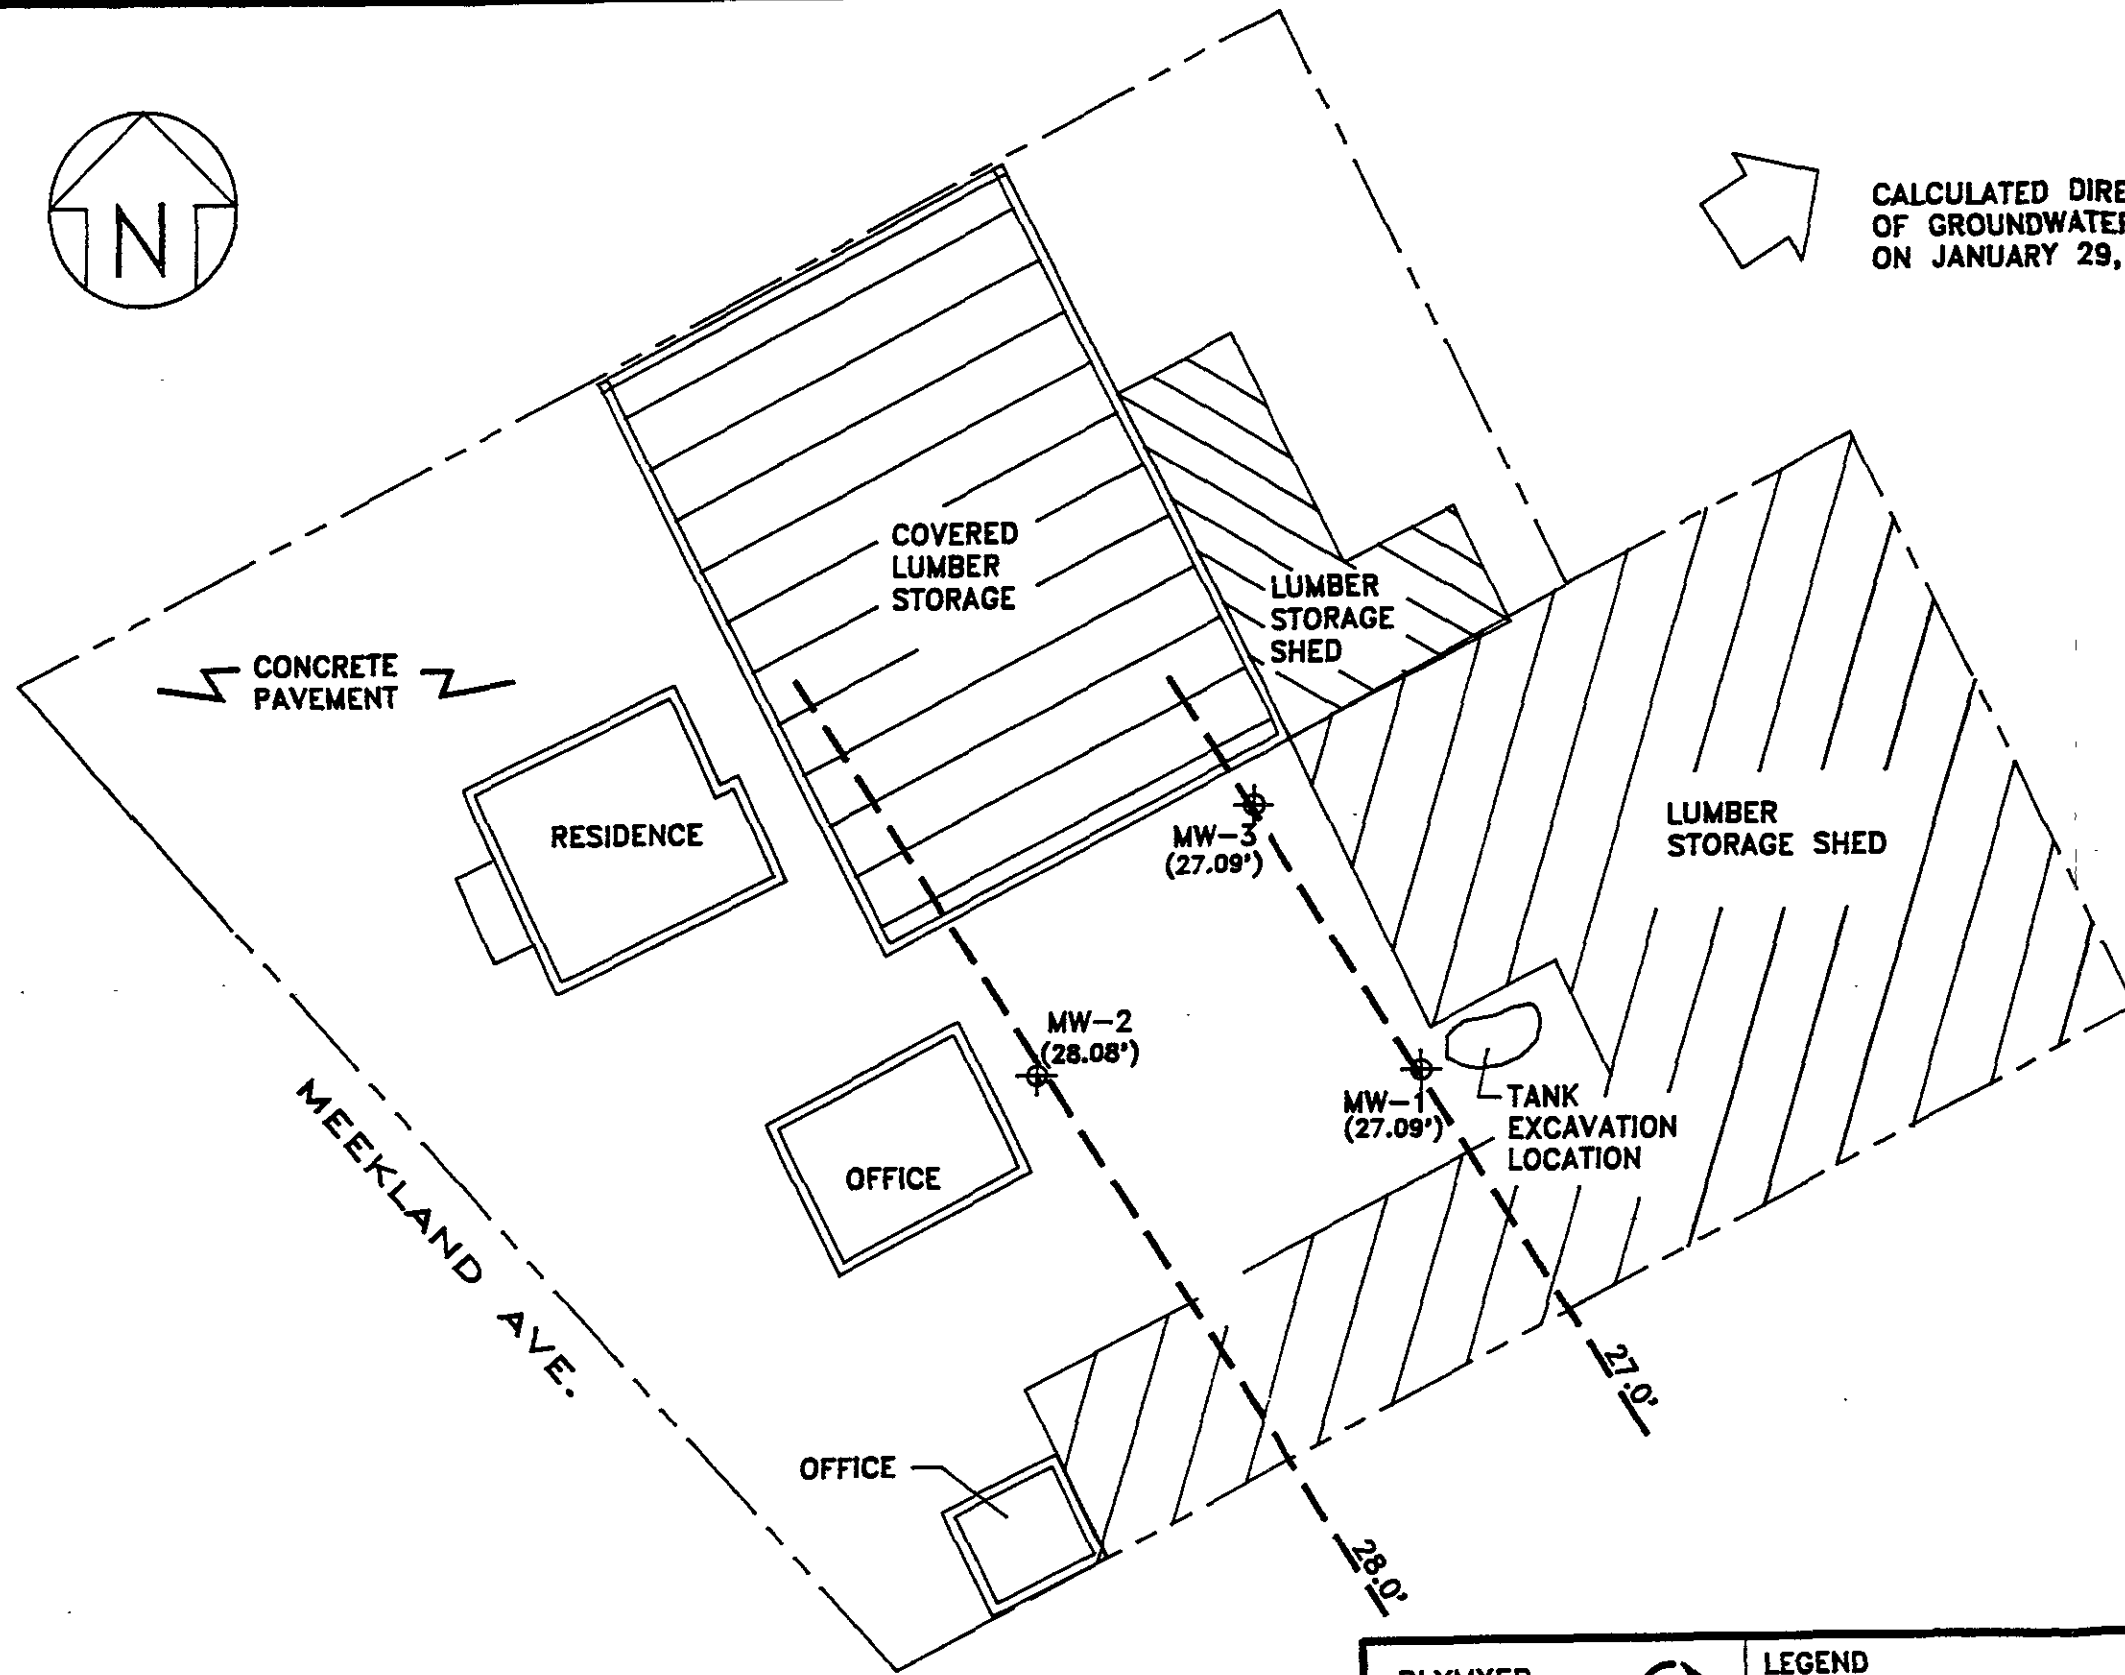 N
CALCULATED DIRE
OF GROUNDWATER
ON JANUARY 29,
COVERED
LUMBER
STORAGE
LUMBER
STORAGE
SHED
CONCRETE
PAVEMENT
RESIDENCE
LUMBER
STORAGE SHED
MW-3
(27.09')
MW-2
(28.08')
MW-1
(27.09')
TANK
EXCAVATION
LOCATION
OFFICE
MEEKLAND AVE.
27.0'
OFFICE
28.0'
LEGEND